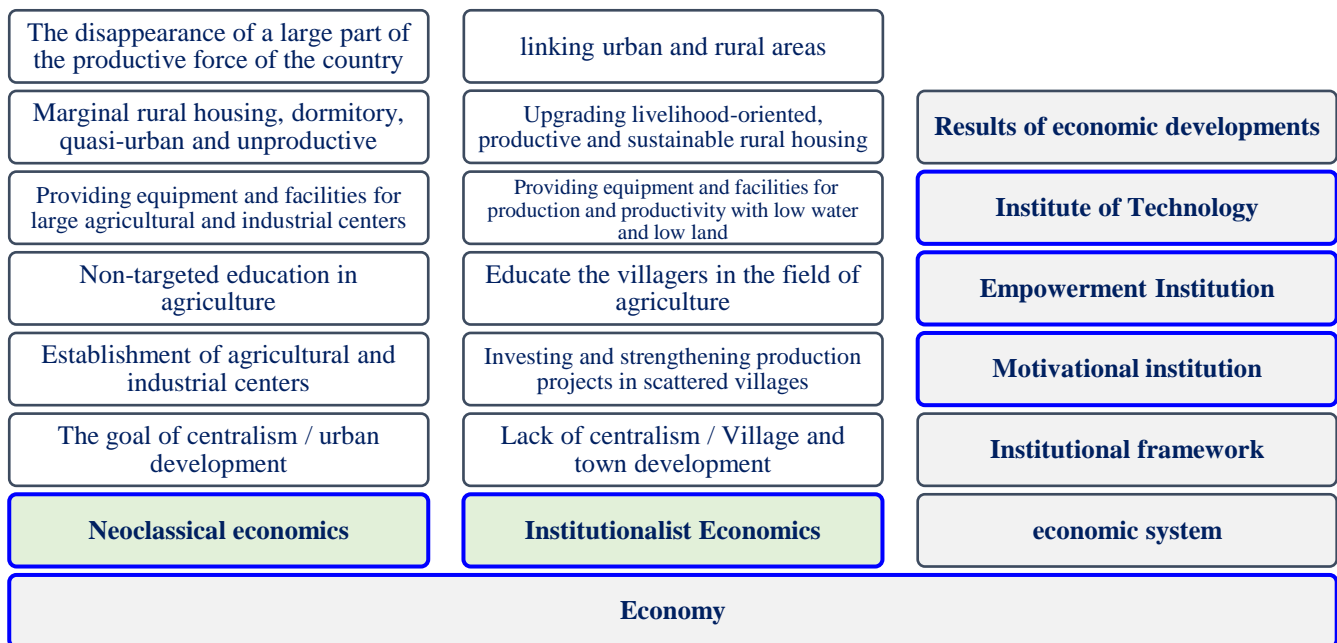 The disappearance of a large part of
the productive force of the country
linking urban and rural areas
Marginal rural housing, dormitory,
quasi-urban and unproductive
Upgrading livelihood-oriented,
productive and sustainable rural housing
Results of economic developments
Providing equipment and facilities for
large agricultural and industrial centers
Providing equipment and facilities for
production and productivity with low water
and low land
Institute of Technology
Non-targeted education in
agriculture
Educate the villagers in the field of
agriculture
Empowerment Institution
Establishment of agricultural and
industrial centers
Investing and strengthening production
projects in scattered villages
Motivational institution
The goal of centralism / urban
development
Lack of centralism / Village and
town development
Institutional framework
Neoclassical economics
Institutionalist Economics
economic system
Economy